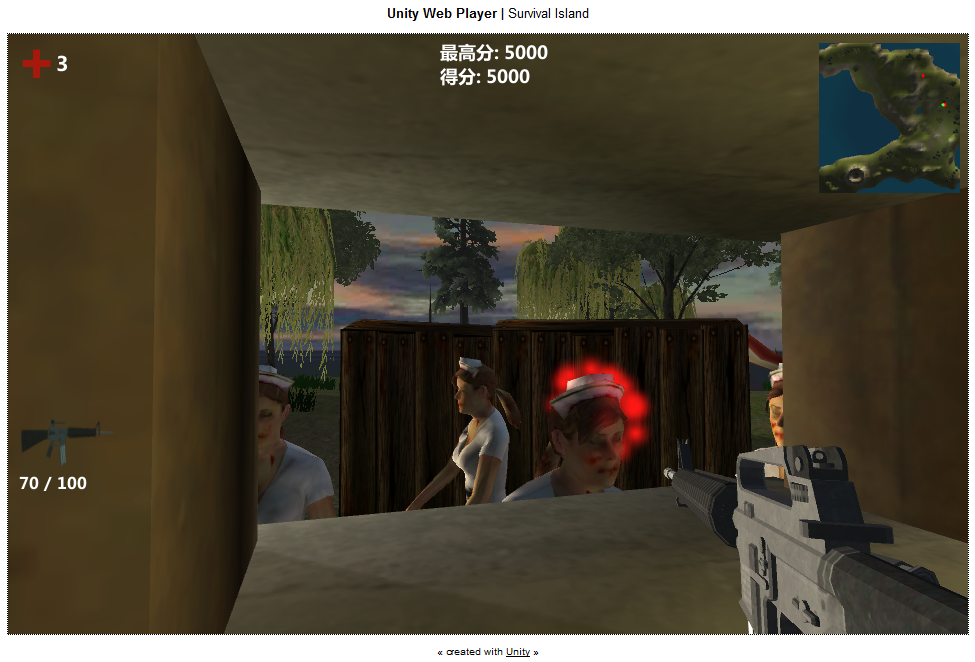 Unity Web Player | Survival Island
3
最高分: 5000
得分: 5000
70 / 100
« created with Unity »